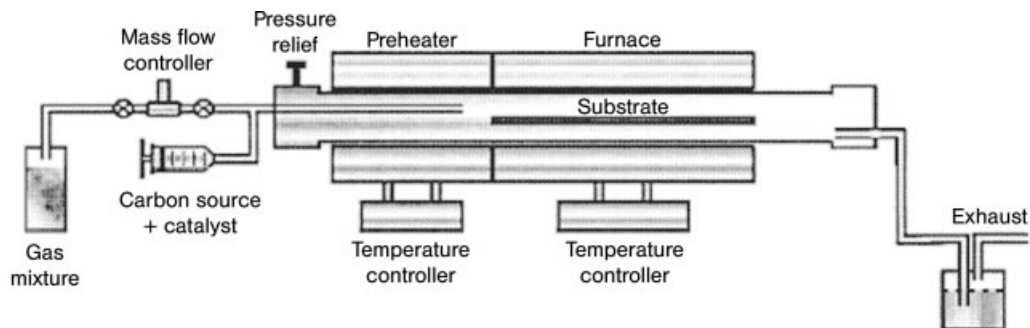 Pressure
relief
Mass flow
controller
Preheater
Furnace
Substrate
Carbon source
+ catalyst
Gas
mixture
Temperature
controller
Temperature
controller
Exhaust